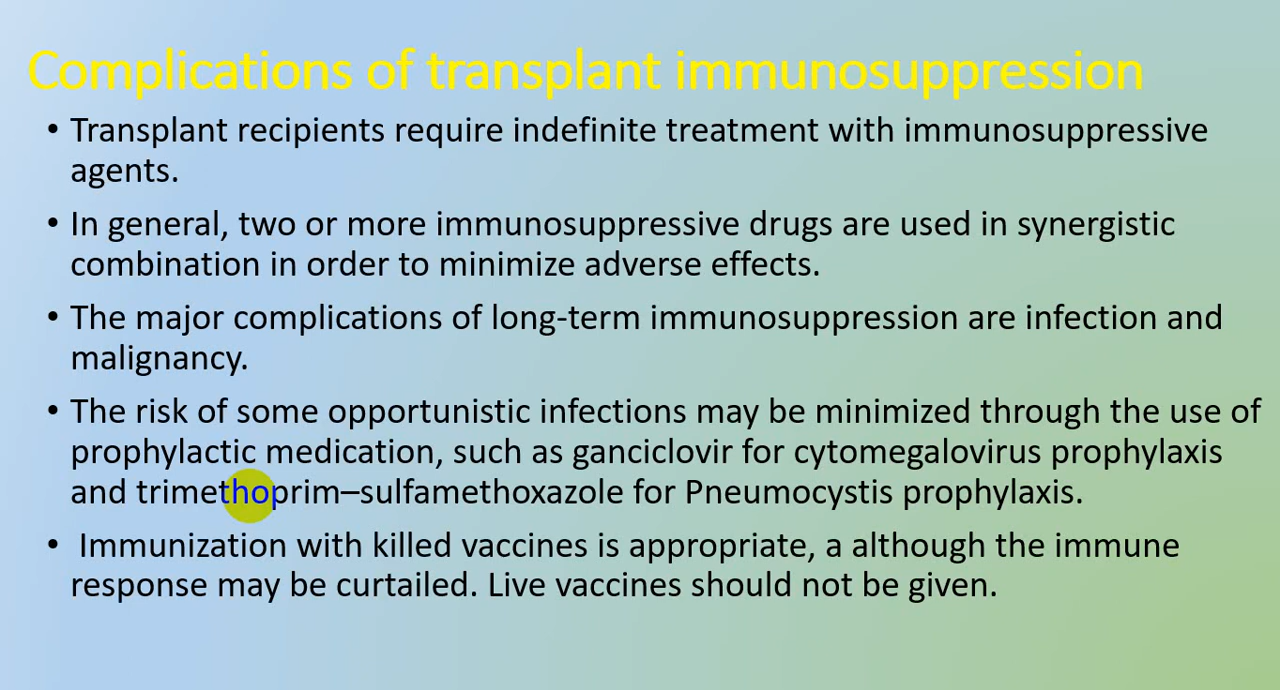 Complications of transplant immunosuppression
• Transplant recipients require indefinite treatment with immunosuppressive
agents.
• In general, two or more immunosuppressive drugs are used in synergistic
combination in order to minimize adverse effects.
• The major complications of long-term immunosuppression are infection and
malignancy.
• The risk of some opportunistic infections may be minimized through the use of
prophylactic medication, such as ganciclovir for cytomegalovirus prophylaxis
and trimethoprim–sulfamethoxazole for Pneumocystis prophylaxis.
• Immunization with killed vaccines is appropriate, a although the immune
response may be curtailed. Live vaccines should not be given.